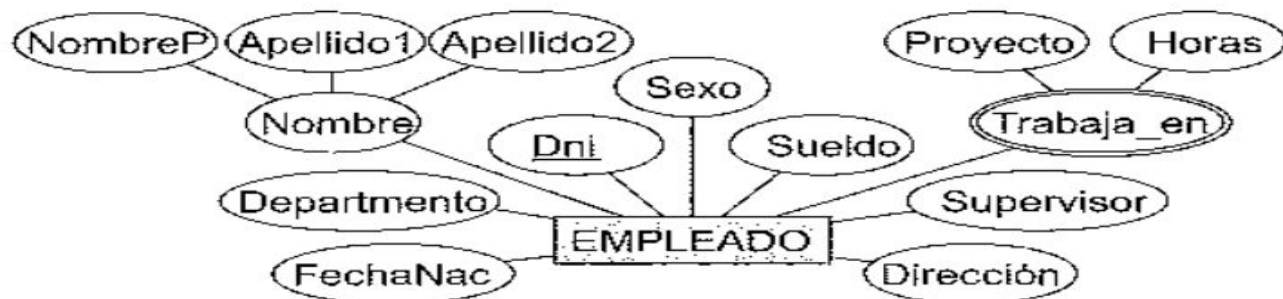 NombreP Apellido1 Apellido2 Proyecto Horas
Sexo
Nombre Dni Sueldo Trabaja_en
Departmento Supervisor
EMPLEADO
FechaNac Dirección